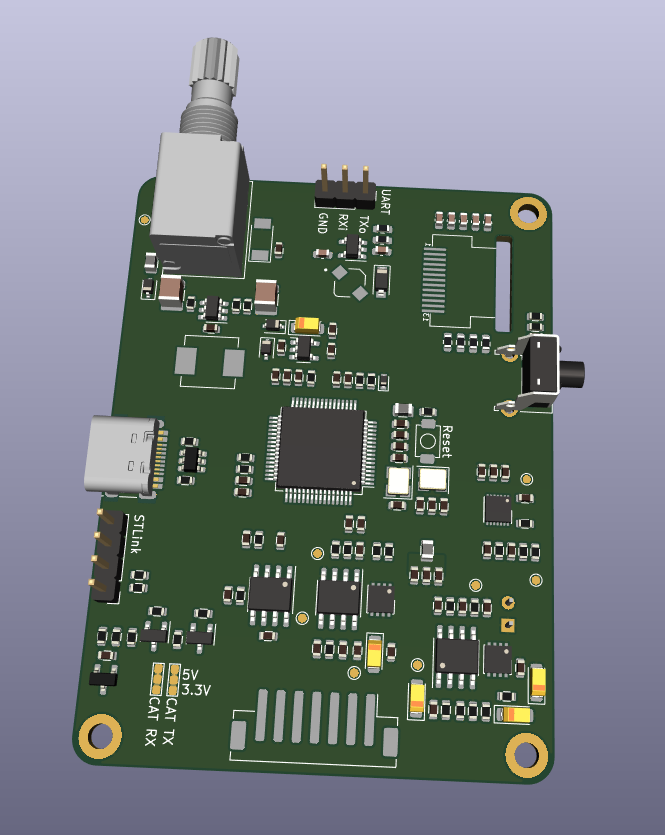 UART
GND
RXi
TXo
Reset
STLink
5V
3.3V
CAT TX
CAT RX